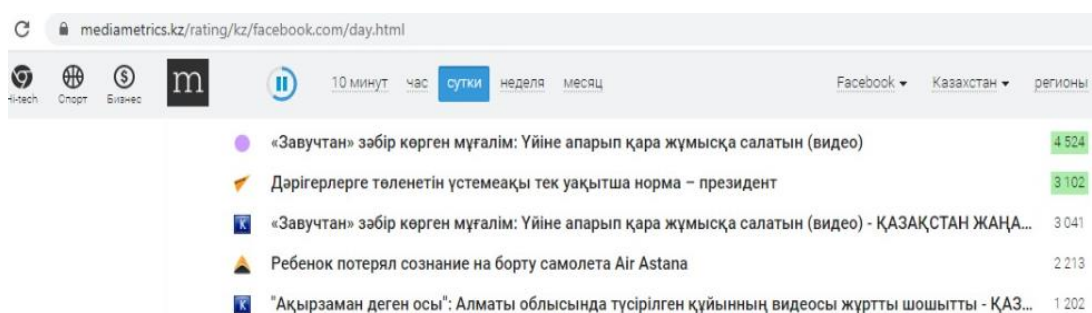 mediametrics.kz/rating/kz/facebook.com/day.html
Hi-tech Спорт Бизнес m 10 минут час сутки неделя месяц Facebook Казахстан регионы
«Завучтан» зәбір көрген мұғалім: Үйіне апарып қара жұмысқа салатын (видео) 4 524
Дәрігерлерге төленетін үстемеақы тек уақытша норма – президент 3 102
«Завучтан» зәбір көрген мұғалім: Үйіне апарып қара жұмысқа салатын (видео) - ҚАЗАҚСТАН ЖАҢА... 3 041
Ребенок потерял сознание на борту самолета Air Astana 2 213
"Ақырзаман деген осы": Алматы облысында түсірілген құйынның видеосы жұртты шошытты - ҚАЗ... 1 202